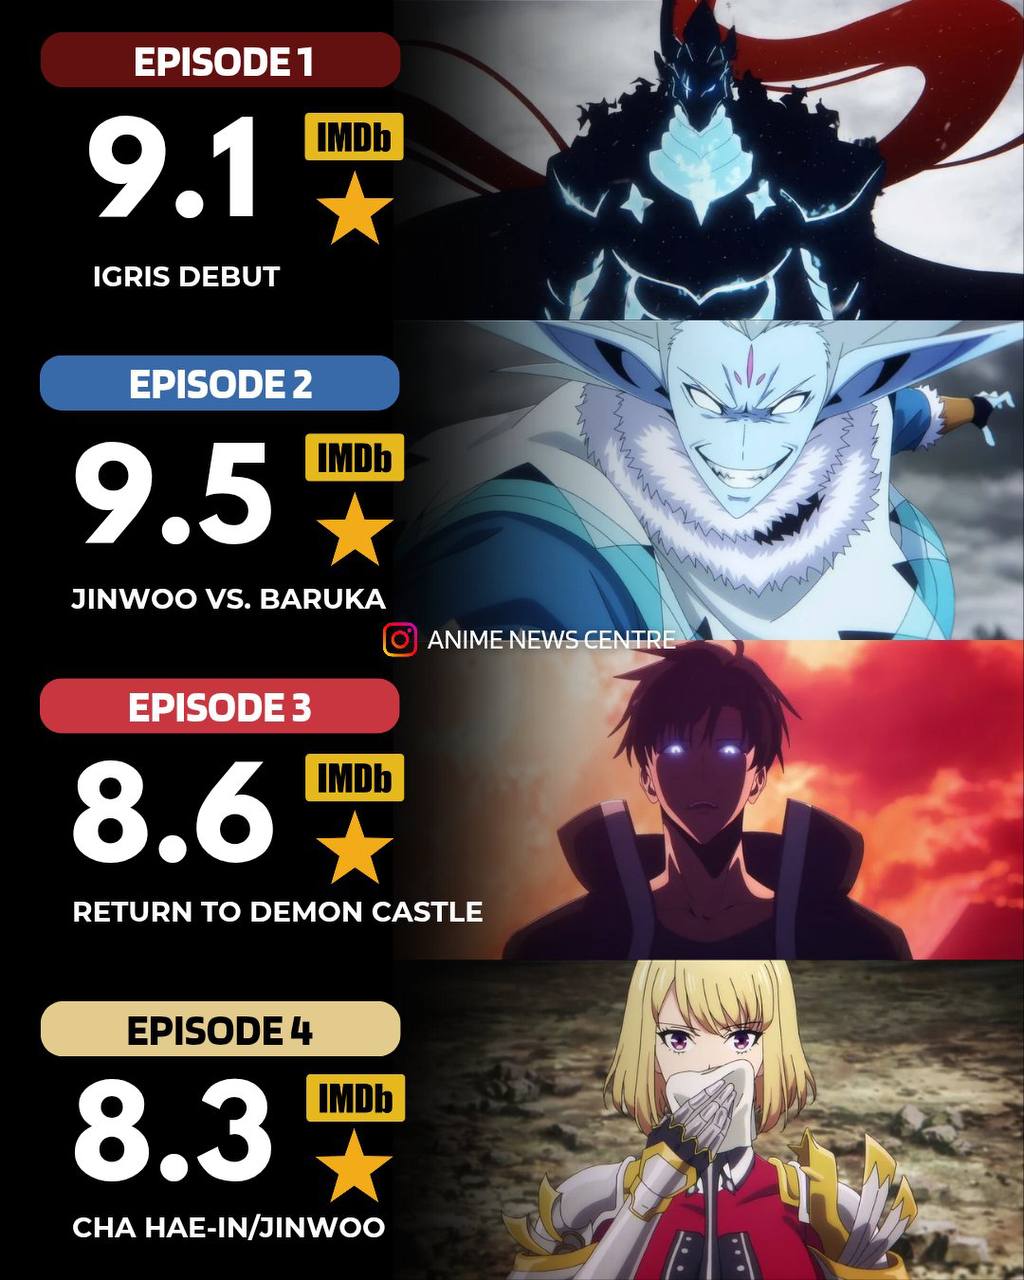 EPISODE 1
9.1
IMDb
IGRIS DEBUT
EPISODE 2
9.5
IMDb
JINWOO VS. BARUKA
ANIME NEWS CENTRE
EPISODE 3
8.6
IMDb
RETURN TO DEMON CASTLE
EPISODE 4
8.3
IMDb
CHA HAE-IN/JINWOO